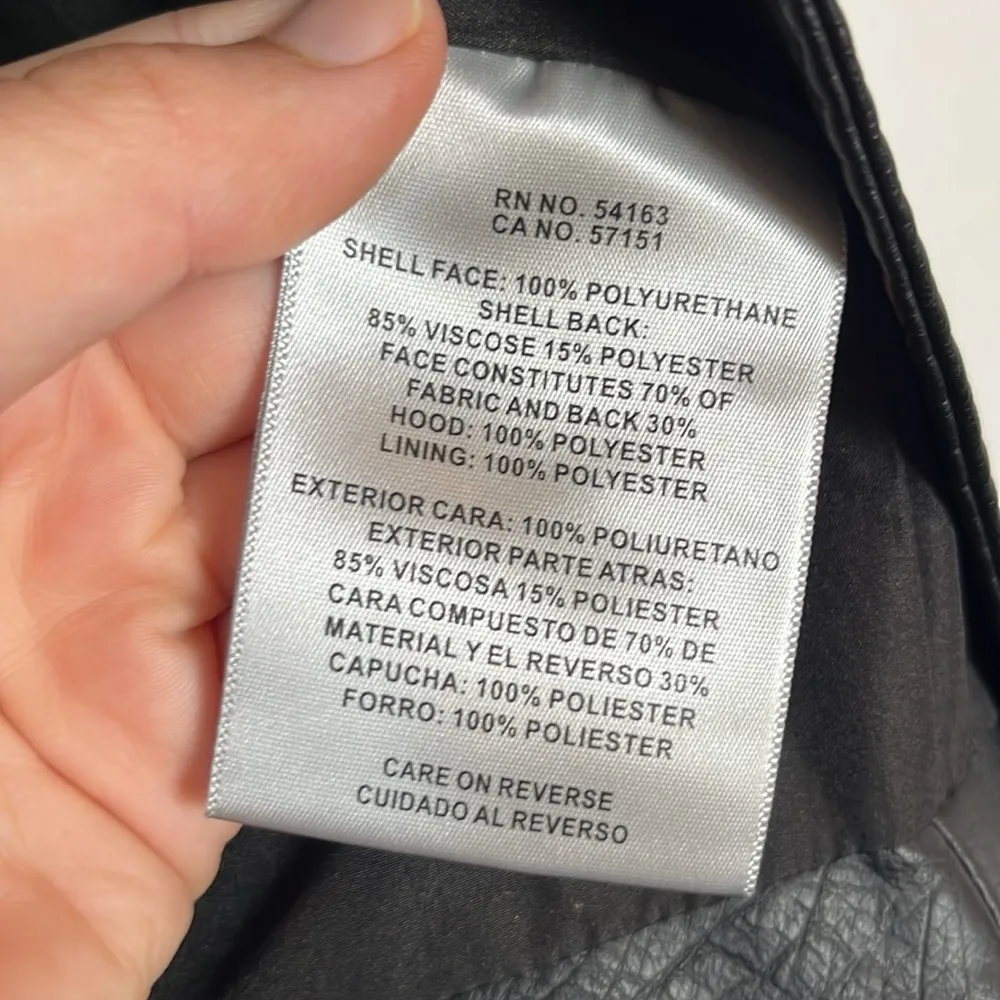 RN NO. 54163
CA NO. 57151
SHELL FACE: 100% POLYURETHANE
SHELL BACK:
85% VISCOSE 15% POLYESTER
FACE CONSTITUTES 70% OF
FABRIC AND BACK 30%
HOOD: 100% POLYESTER
LINING: 100% POLYESTER
EXTERIOR CARA: 100% POLIURETANO
EXTERIOR PARTE ATRAS:
85% VISCOSA 15% POLIESTER
CARA COMPUESTO DE 70% DE
MATERIAL Y EL REVERSO 30%
CAPUCHA: 100% POLIESTER
FORRO: 100% POLIESTER
CARE ON REVERSE
CUIDADO AL REVERSO